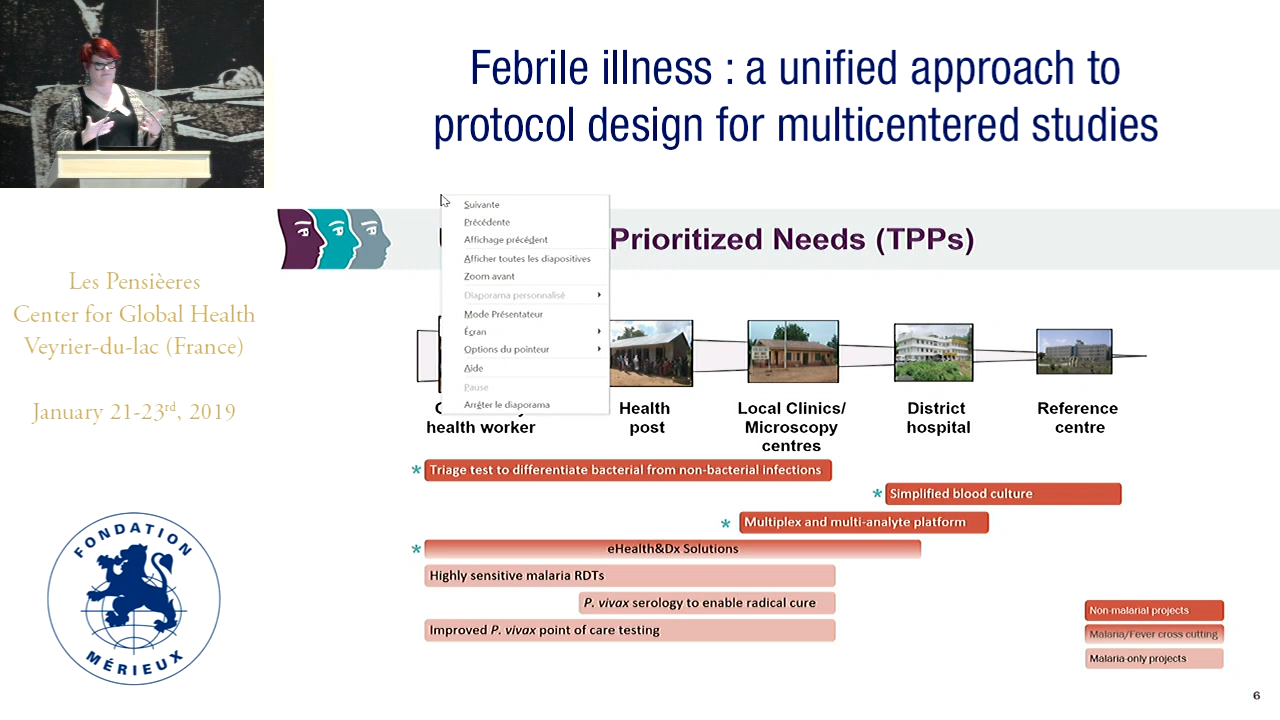 Febrile illness : a unified approach to
protocol design for multicentered studies
Les Pensièeres
Center for Global Health
Veyrier-du-lac (France)
January 21-23rd, 2019
FONDATION
MÉRIEUX
Prioritized Needs (TPPs)
Suivante
Précédente
Affichage précédent
Afficher toutes les diapositives
Zoom avant
Diaporama personnalisé
Mode Présentateur
Écran
Options du pointeur
Aide
Pause
Arrêter le diaporama
health worker
Health
post
Local Clinics/
Microscopy
centres
District
hospital
Reference
centre
* Triage test to differentiate bacterial from non-bacterial infections
* Simplified blood culture
* Multiplex and multi-analyte platform
* eHealth&Dx Solutions
Highly sensitive malaria RDTs
P. vivax serology to enable radical cure
Improved P. vivax point of care testing
Non-malarial projects
Malaria/Fever cross cutting
Malaria only projects
6